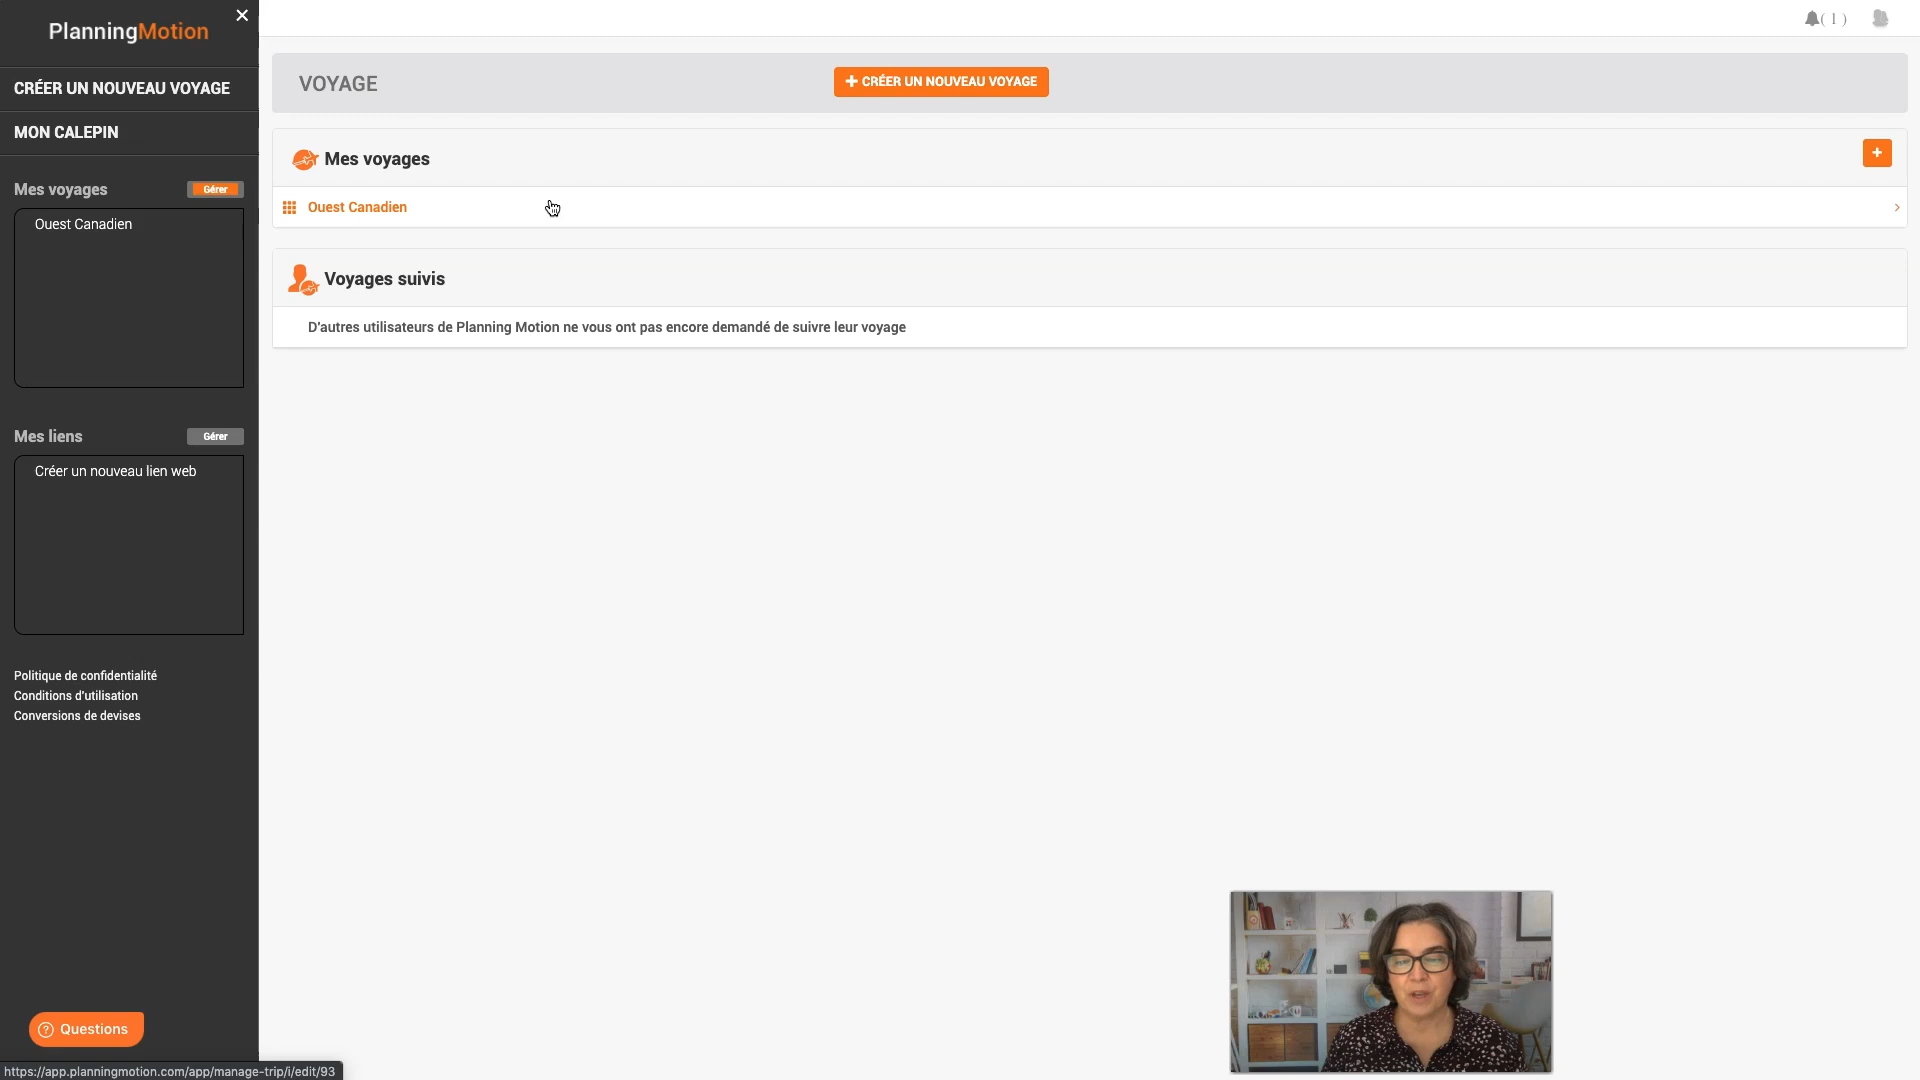 PlanningMotion
CRÉER UN NOUVEAU VOYAGE
MON CALEPIN
Mes voyages
Gérer
Ouest Canadien
Mes liens
Gérer
Créer un nouveau lien web
Politique de confidentialité
Conditions d'utilisation
Conversions de devises
Questions
https://app.planningmotion.com/app/manage-trip/i/edit/93
( 1 )
VOYAGE
CRÉER UN NOUVEAU VOYAGE
Mes voyages
Ouest Canadien
Voyages suivis
D'autres utilisateurs de Planning Motion ne vous ont pas encore demandé de suivre leur voyage